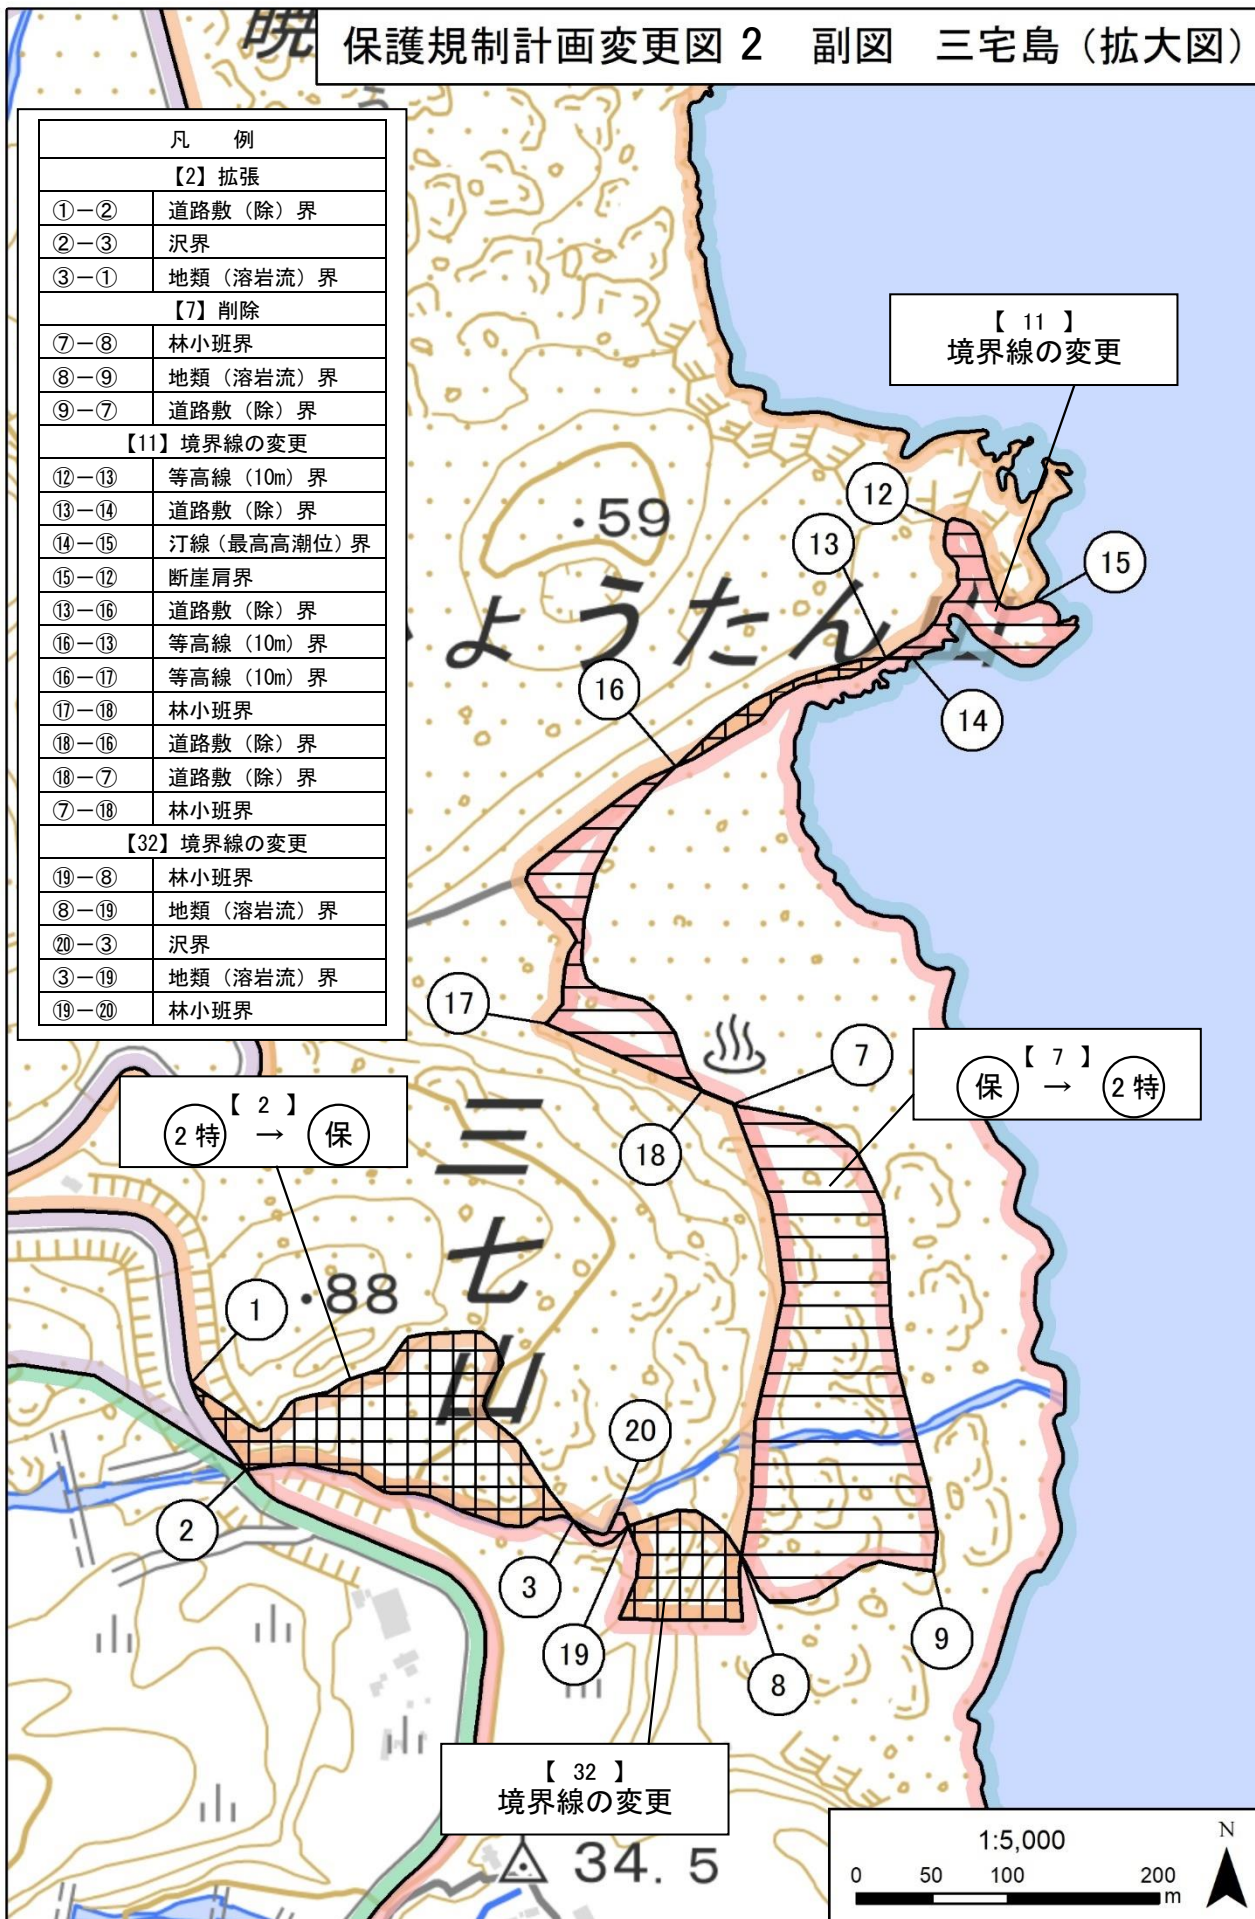 保護規制計画変更図 2　副図　三宅島（拡大図）
凡　例
【2】拡張
①－②　道路敷（除）界
②－③　沢界
③－①　地類（溶岩流）界
【7】削除
⑦－⑧　林小班界
⑧－⑨　地類（溶岩流）界
⑨－⑦　道路敷（除）界
【11】境界線の変更
⑫－⑬　等高線（10m）界
⑬－⑭　道路敷（除）界
⑭－⑮　汀線（最高高潮位）界
⑮－⑫　断崖肩界
⑬－⑯　道路敷（除）界
⑯－⑬　等高線（10m）界
⑯－⑰　等高線（10m）界
⑰－⑱　林小班界
⑱－⑯　道路敷（除）界
⑱－⑦　道路敷（除）界
⑦－⑱　林小班界
【32】境界線の変更
⑲－⑧　林小班界
⑧－⑲　地類（溶岩流）界
⑳－③　沢界
③－⑲　地類（溶岩流）界
⑲－⑳　林小班界
【 11 】
境界線の変更
12
・59
13
15
ょうたん山
16
14
17
7
【 7 】
保 → 2特
【 2 】
2特 → 保
18
三七山
1
・88
20
2
3
19
9
8
【 32 】
境界線の変更
34.5
1:5,000
N
0 50 100 200
m